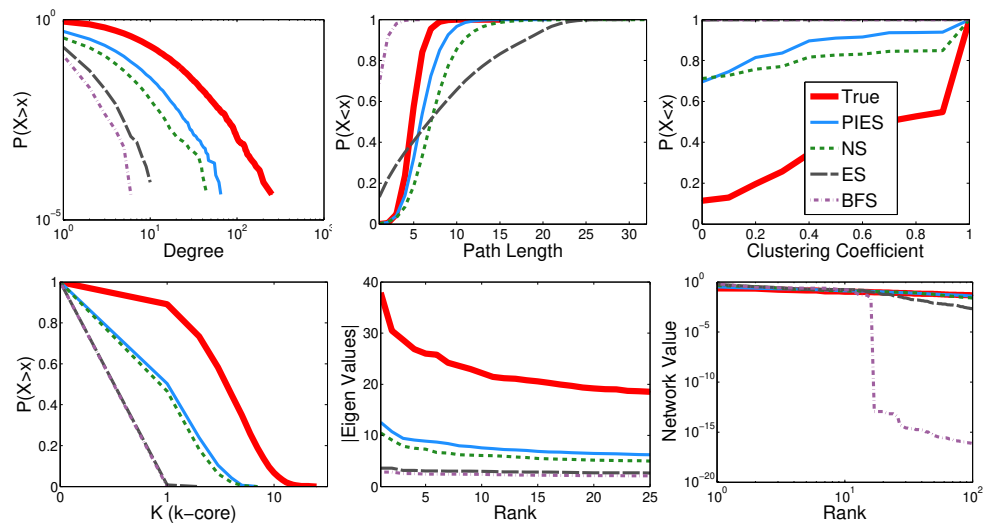 P(X>x)
10^0
10^-5
10^0 10^1 10^2 10^3
Degree
P(X<x)
1
0.8
0.6
0.4
0.2
0
5 10 15 20 25 30
Path Length
P(X<x)
1
0.8
0.6
0.4
0.2
0
0 0.2 0.4 0.6 0.8 1
Clustering Coefficient
True
PIES
NS
ES
BFS
P(X>x)
1
0.8
0.6
0.4
0.2
0
0 1 10
K (k-core)
|Eigen Values|
40
30
20
10
0
5 10 15 20 25
Rank
Network Value
10^0
10^-5
10^-10
10^-15
10^-20
10^0 10^1 10^2
Rank